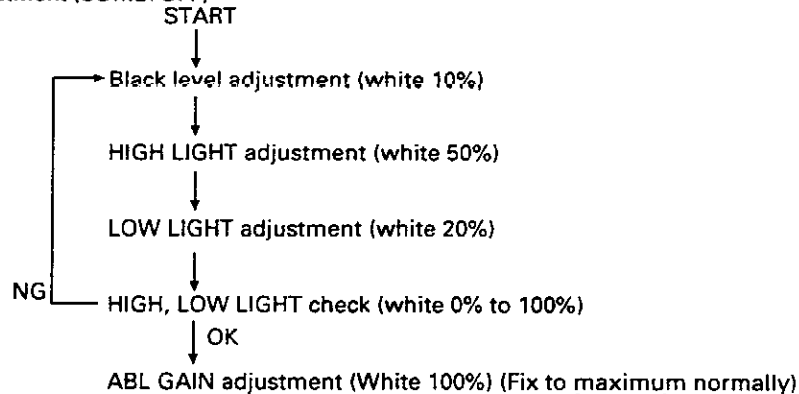 START
Black level adjustment (white 10%)
HIGH LIGHT adjustment (white 50%)
LOW LIGHT adjustment (white 20%)
NG
HIGH, LOW LIGHT check (white 0% to 100%)
OK
ABL GAIN adjustment (White 100%) (Fix to maximum normally)